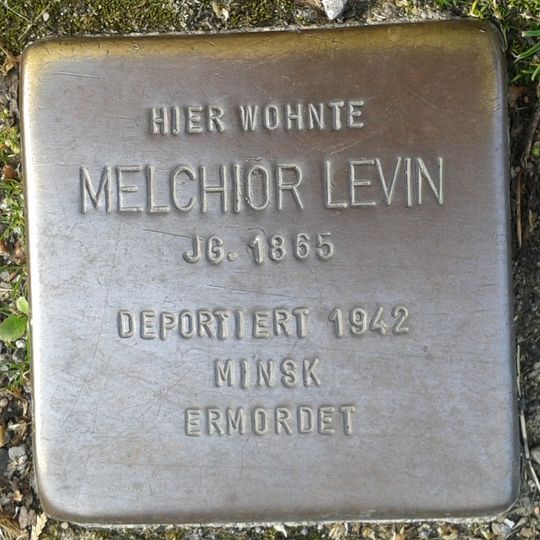 HIER WOHNTE
MELCHIOR LEVIN
JG. 1865
DEPORTIERT 1942
MINSK
ERMORDET